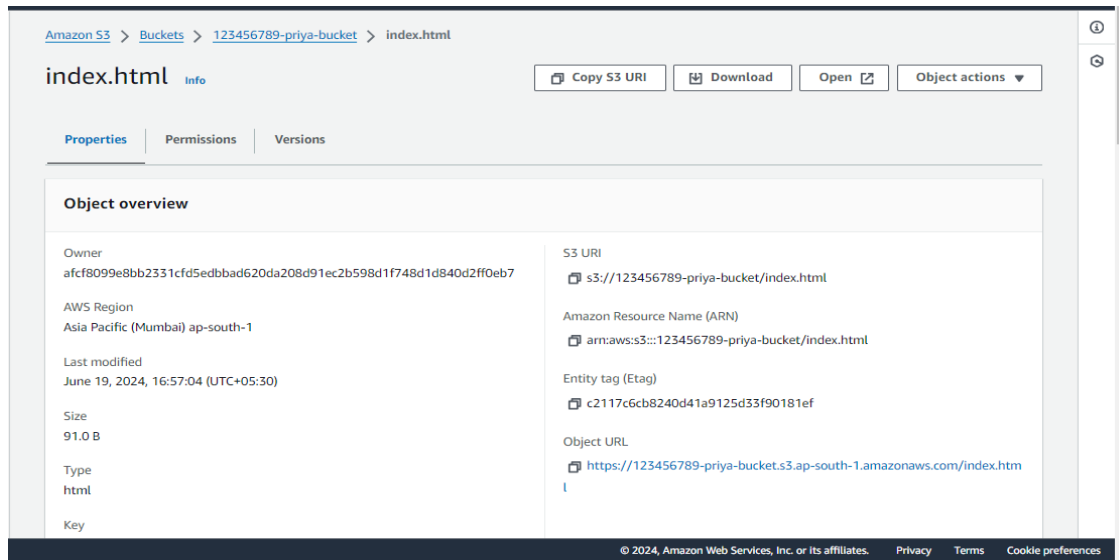 Amazon S3 > Buckets > 123456789-priya-bucket > index.html
index.html Info
Copy S3 URI Download Open Object actions ▼
Properties Permissions Versions
Object overview
Owner
afcf8099e8bb2331cfd5edbbad620da208d91ec2b598d1f748d1d840d2ff0eb7
AWS Region
Asia Pacific (Mumbai) ap-south-1
Last modified
June 19, 2024, 16:57:04 (UTC+05:30)
Size
91.0 B
Type
html
Key
S3 URI
s3://123456789-priya-bucket/index.html
Amazon Resource Name (ARN)
arn:aws:s3:::123456789-priya-bucket/index.html
Entity tag (Etag)
c2117c6cb8240d41a9125d33f90181ef
Object URL
https://123456789-priya-bucket.s3.ap-south-1.amazonaws.com/index.htm
l
© 2024, Amazon Web Services, Inc. or its affiliates. Privacy Terms Cookie preferences